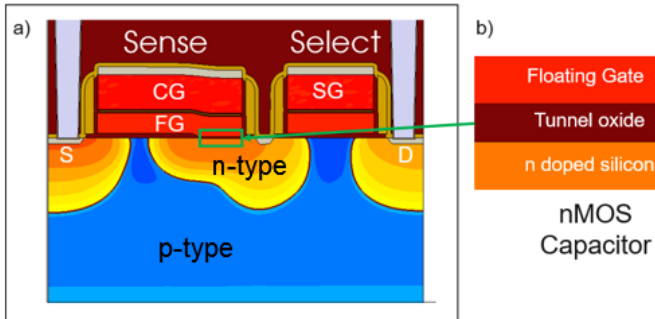 a)
Sense
Select
CG
SG
FG
S
D
n-type
p-type
b)
Floating Gate
Tunnel oxide
n doped silicon
nMOS
Capacitor